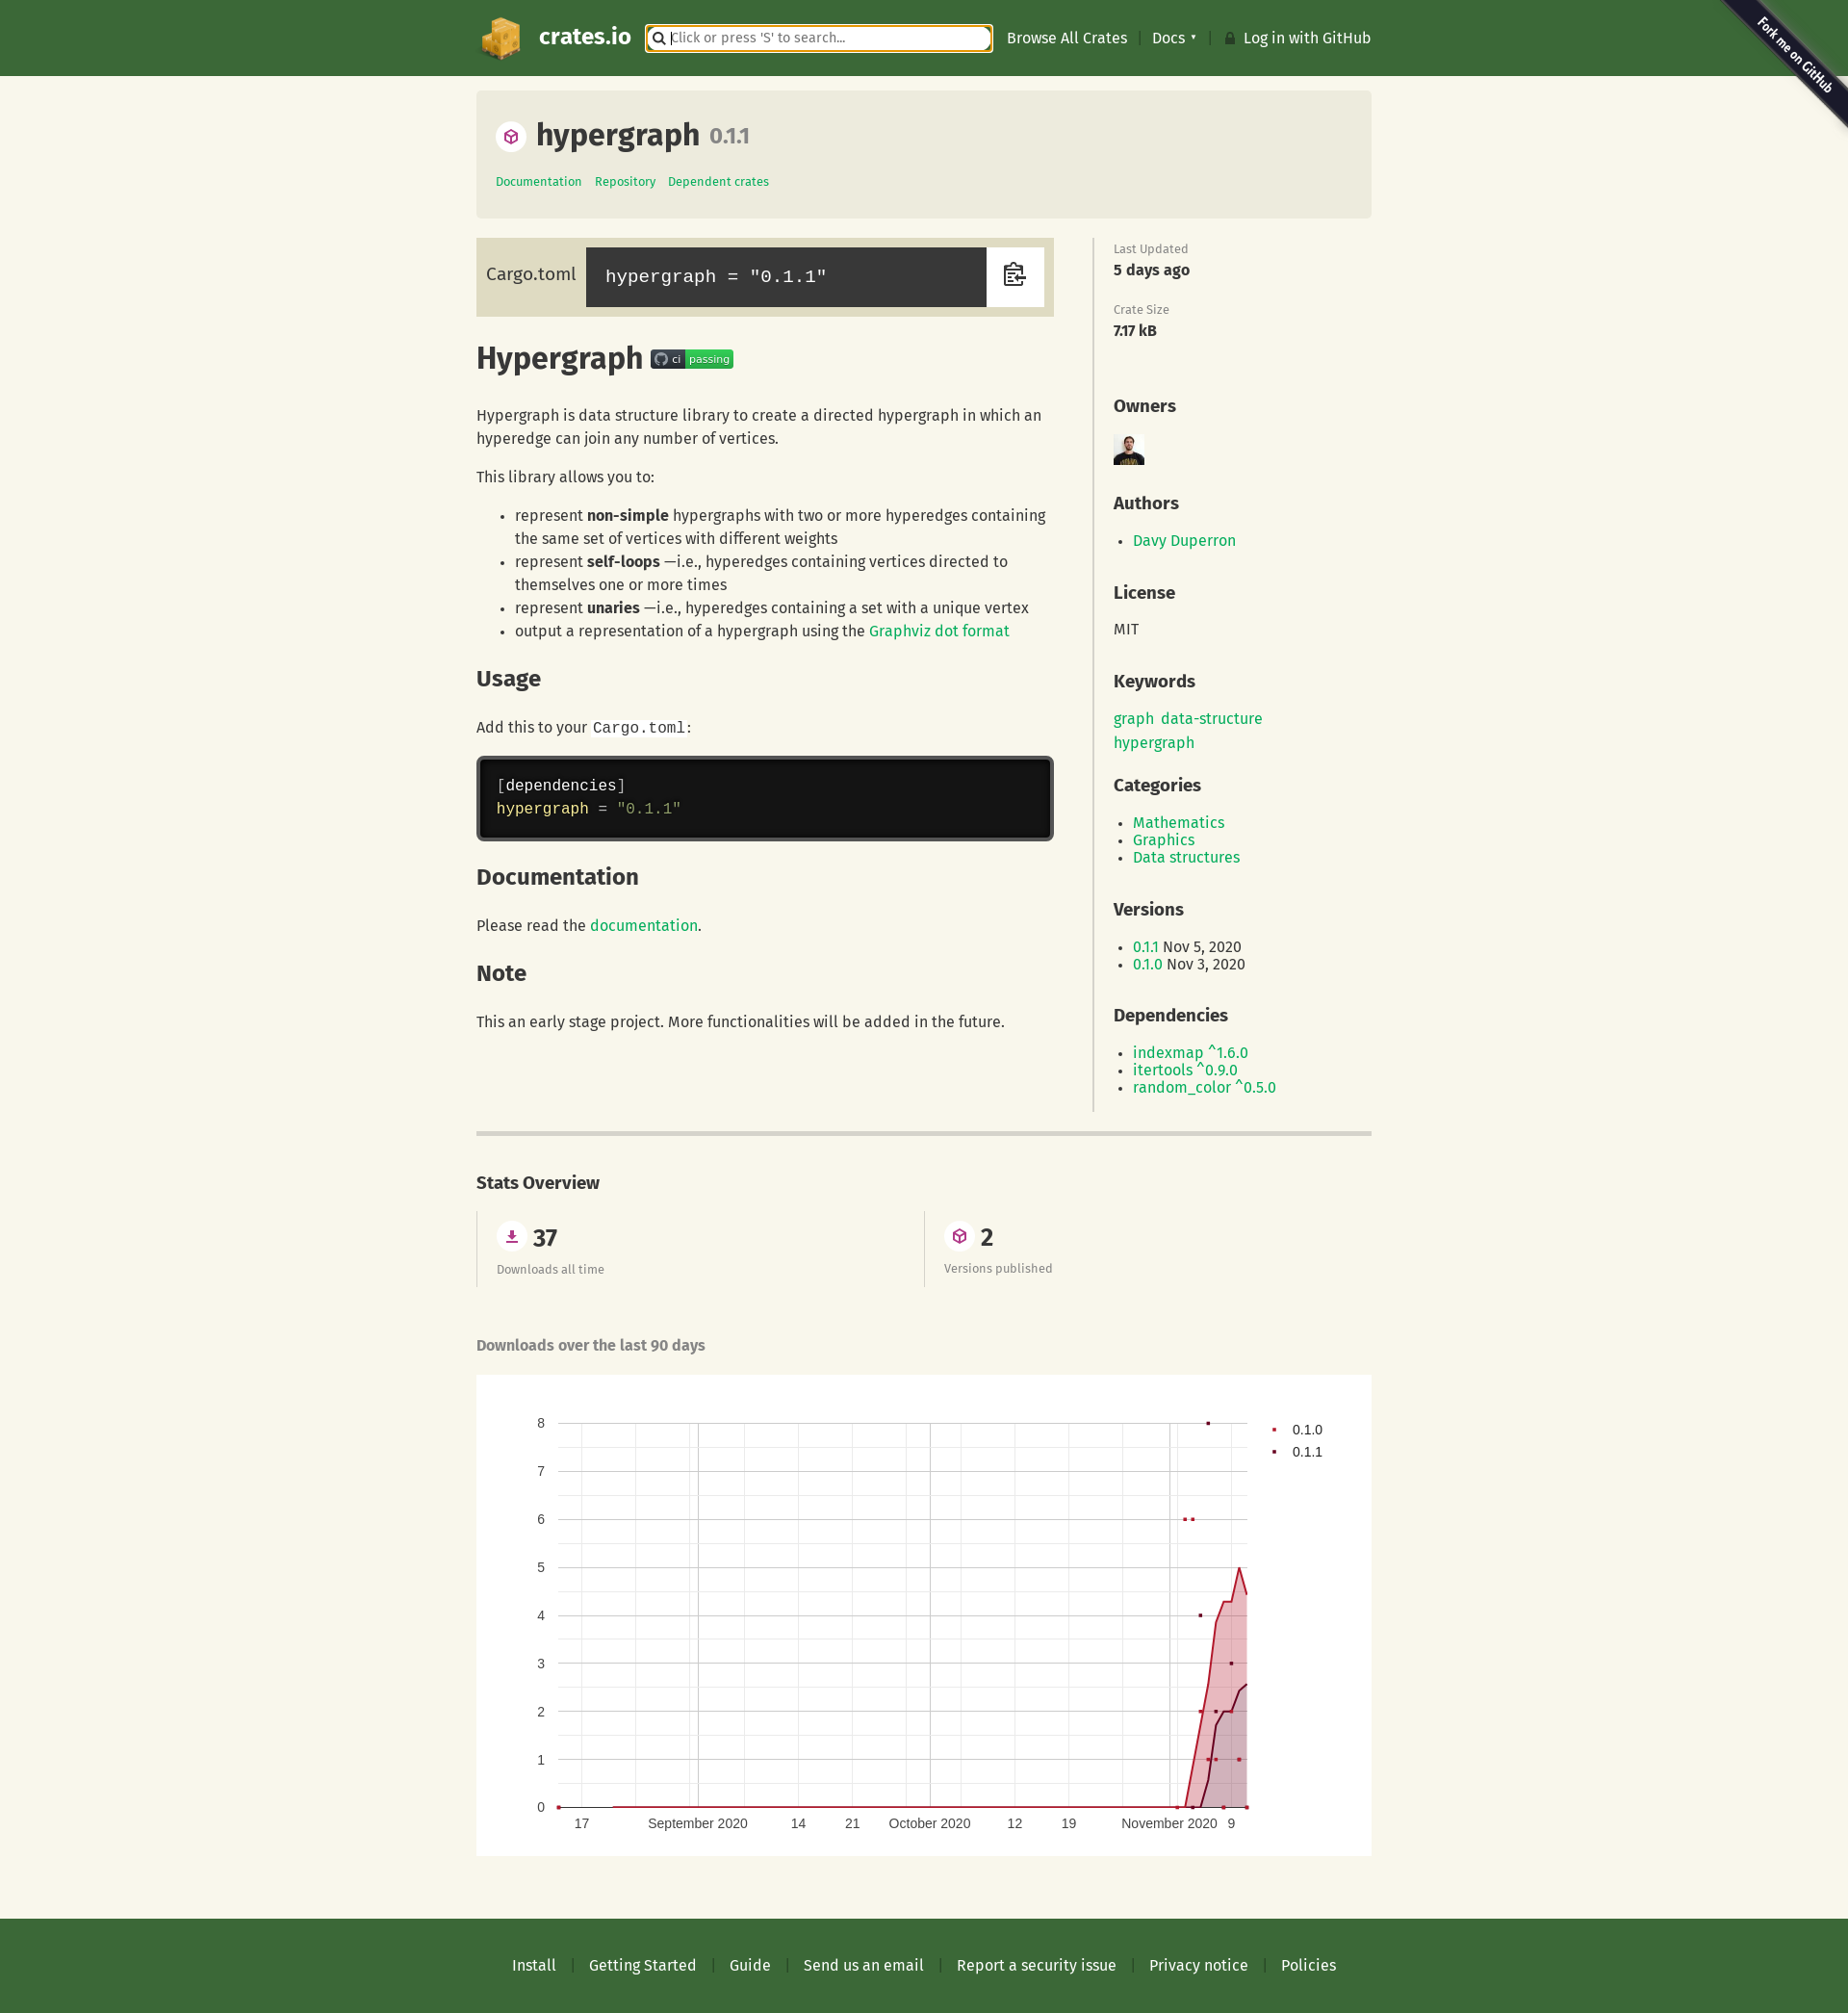 crates.io
Click or press 'S' to search...
Browse All Crates | Docs ▼ | Log in with GitHub
Fork me on GitHub
hypergraph 0.1.1
Documentation Repository Dependent crates
Cargo.toml
hypergraph = "0.1.1"
Hypergraph ci passing
Hypergraph is data structure library to create a directed hypergraph in which an
hyperedge can join any number of vertices.
This library allows you to:
• represent non-simple hypergraphs with two or more hyperedges containing
the same set of vertices with different weights
• represent self-loops —i.e., hyperedges containing vertices directed to
themselves one or more times
• represent unaries —i.e., hyperedges containing a set with a unique vertex
• output a representation of a hypergraph using the Graphviz dot format
Usage
Add this to your Cargo.toml:
[dependencies]
hypergraph = "0.1.1"
Documentation
Please read the documentation.
Note
This an early stage project. More functionalities will be added in the future.
Last Updated
5 days ago
Crate Size
7.17 kB
Owners
Authors
• Davy Duperron
License
MIT
Keywords
graph data-structure
hypergraph
Categories
• Mathematics
• Graphics
• Data structures
Versions
• 0.1.1 Nov 5, 2020
• 0.1.0 Nov 3, 2020
Dependencies
• indexmap ^1.6.0
• itertools ^0.9.0
• random_color ^0.5.0
Stats Overview
37
Downloads all time
2
Versions published
Downloads over the last 90 days
8
7
6
5
4
3
2
1
0
17 September 2020 14 21 October 2020 12 19 November 2020 9
0.1.0
0.1.1
Install | Getting Started | Guide | Send us an email | Report a security issue | Privacy notice | Policies